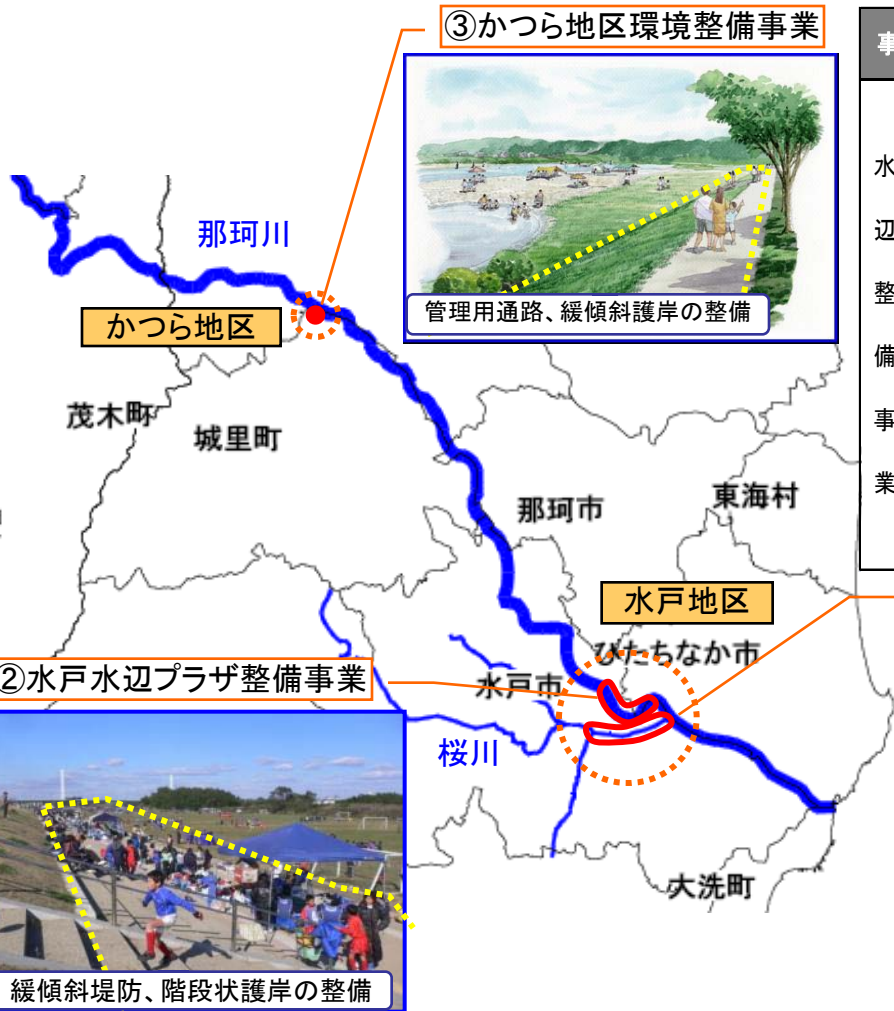 ③かつら地区環境整備事業
管理用通路、緩傾斜護岸の整備
那珂川
かつら地区
茂木町
城里町
那珂市
東海村
水戸地区
ひたちなか市
水戸市
②水戸水辺プラザ整備事業
桜川
大洗町
緩傾斜堤防、階段状護岸の整備
事
水
辺
整
備
事
業